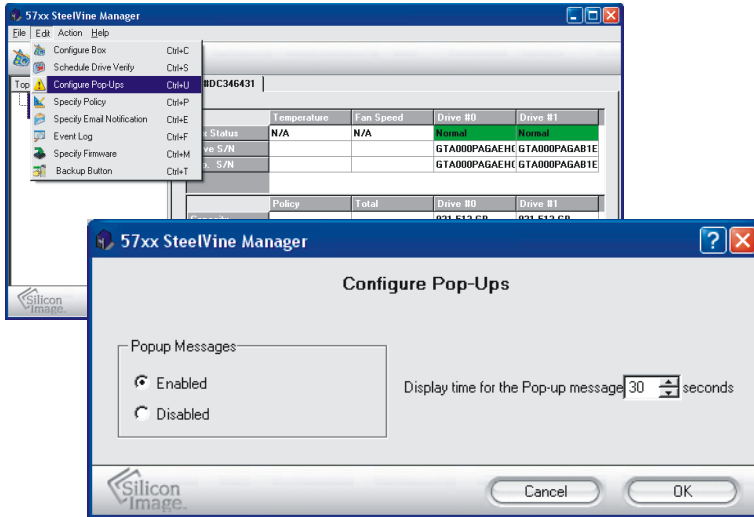 57xx SteelVine Manager
File Edit Action Help
Configure Box Ctrl+C
Schedule Drive Verify Ctrl+S
Configure Pop-Ups Ctrl+U
Specify Policy Ctrl+P
Specify Email Notification Ctrl+E
Event Log Ctrl+F
Specify Firmware Ctrl+M
Backup Button Ctrl+T
Top
#DC346431
Temperature Fan Speed Drive #0 Drive #1
Status N/A N/A Normal Normal
S/N GTA000PAGAEH GTA000PAGAB1E
S/N GTA000PAGAEH GTA000PAGAB1E
Policy Total Drive #0 Drive #1
Silicon
Image.
57xx SteelVine Manager
Configure Pop-Ups
Popup Messages
Enabled
Disabled
Display time for the Pop-up message 30 seconds
Silicon
Image.
Cancel OK